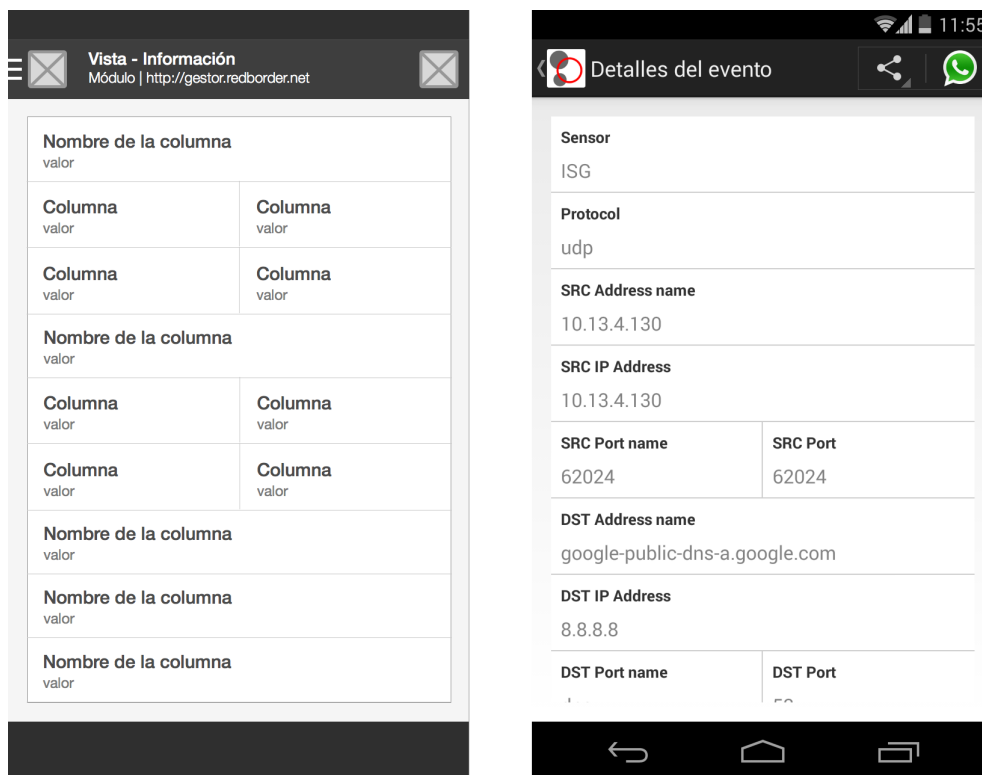 Vista - Información
Módulo | http://gestor.redborder.net
Nombre de la columna
valor
Columna Columna
valor valor
Columna Columna
valor valor
Nombre de la columna
valor
Columna Columna
valor valor
Columna Columna
valor valor
Nombre de la columna
valor
Nombre de la columna
valor
Nombre de la columna
valor
11:55
Detalles del evento
Sensor
ISG
Protocol
udp
SRC Address name
10.13.4.130
SRC IP Address
10.13.4.130
SRC Port name SRC Port
62024 62024
DST Address name
google-public-dns-a.google.com
DST IP Address
8.8.8.8
DST Port name DST Port